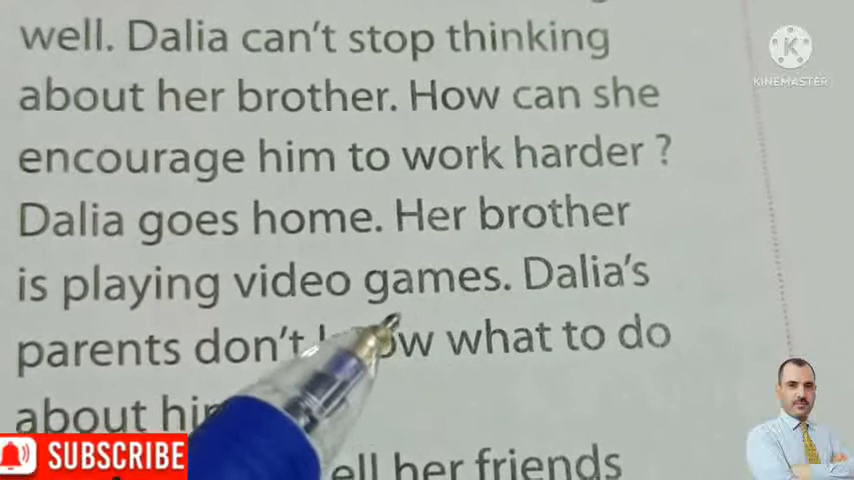 well. Dalia can't stop thinking
about her brother. How can she
encourage him to work harder ?
Dalia goes home. Her brother
is playing video games. Dalia's
parents don't what to do
about
her friends
KINEMASTER
SUBSCRIBE